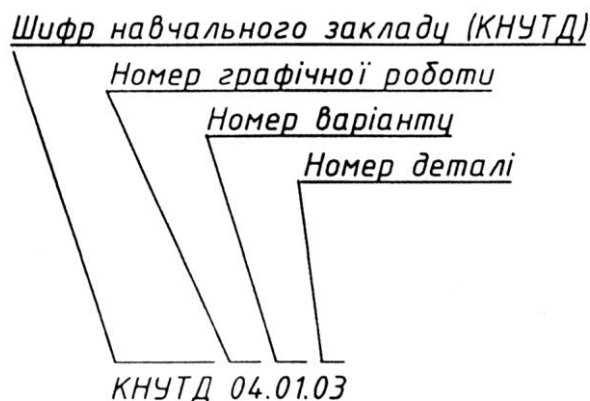 Шифр навчального закладу (КНУТД)
Номер графічної роботи
Номер варіанту
Номер деталі
КНУТД 04.01.03